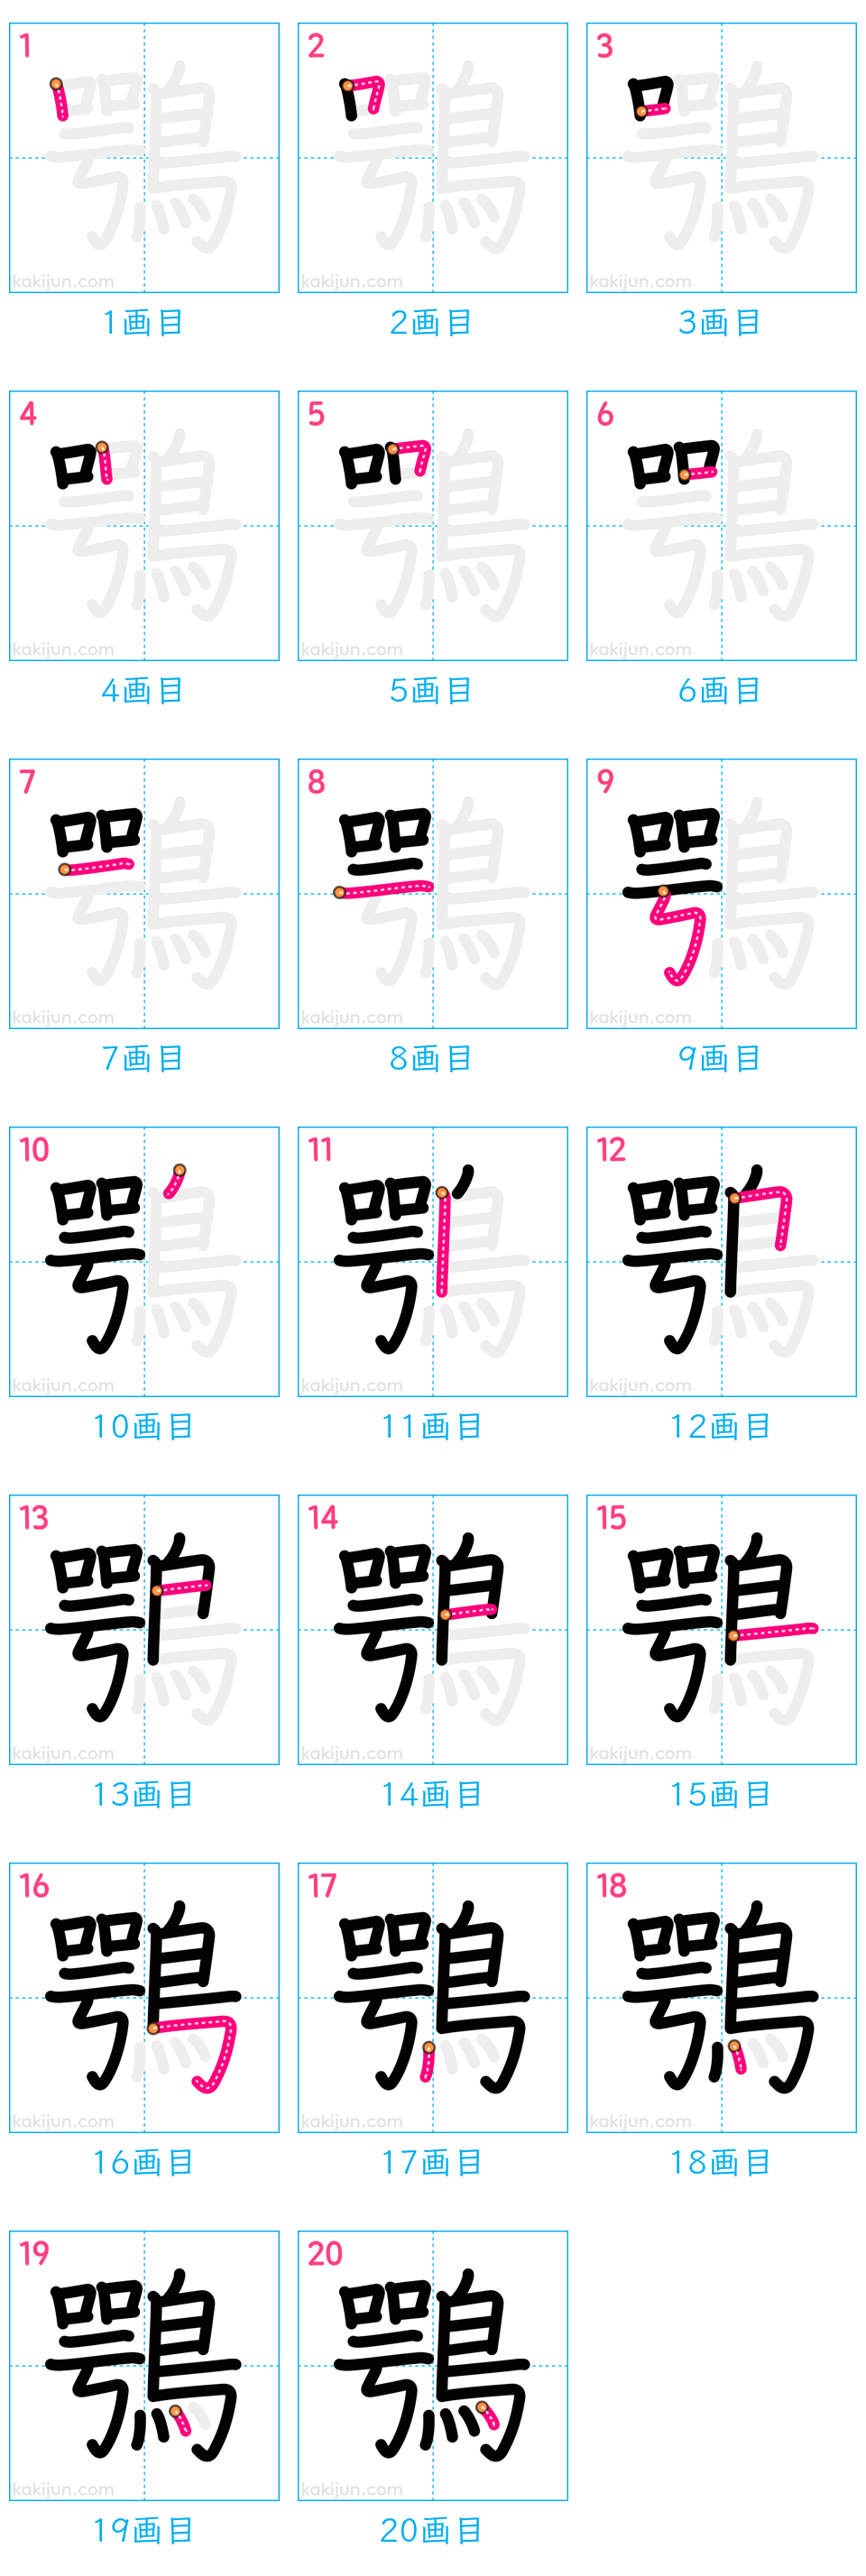 1 2 3
kakijun.com kakijun.com kakijun.com
1画目 2画目 3画目
4 5 6
kakijun.com kakijun.com kakijun.com
4画目 5画目 6画目
7 8 9
kakijun.com kakijun.com kakijun.com
7画目 8画目 9画目
10 11 12
kakijun.com kakijun.com kakijun.com
10画目 11画目 12画目
13 14 15
kakijun.com kakijun.com kakijun.com
13画目 14画目 15画目
16 17 18
kakijun.com kakijun.com kakijun.com
16画目 17画目 18画目
19 20
鶚 鶚
kakijun.com kakijun.com
19画目 20画目